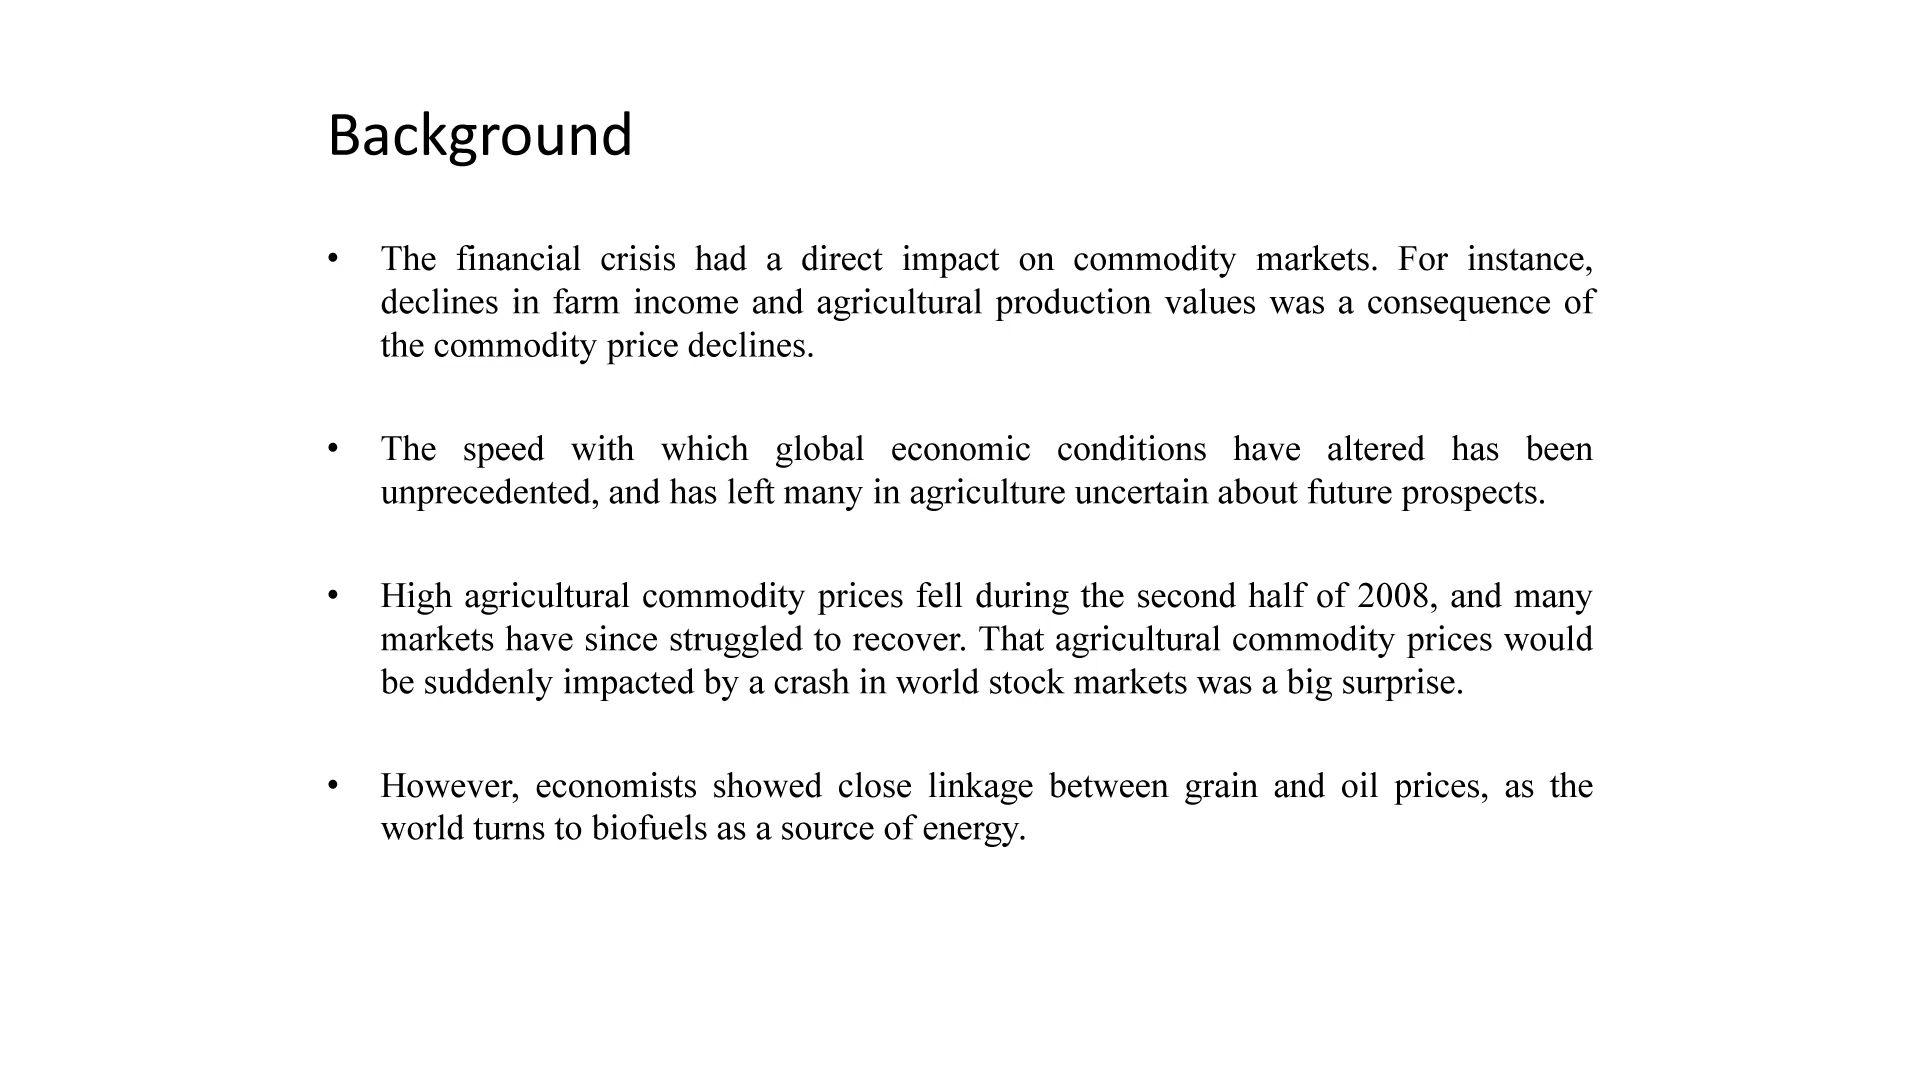 Background
• The financial crisis had a direct impact on commodity markets. For instance,
declines in farm income and agricultural production values was a consequence of
the commodity price declines.
• The speed with which global economic conditions have altered has been
unprecedented, and has left many in agriculture uncertain about future prospects.
• High agricultural commodity prices fell during the second half of 2008, and many
markets have since struggled to recover. That agricultural commodity prices would
be suddenly impacted by a crash in world stock markets was a big surprise.
• However, economists showed close linkage between grain and oil prices, as the
world turns to biofuels as a source of energy.